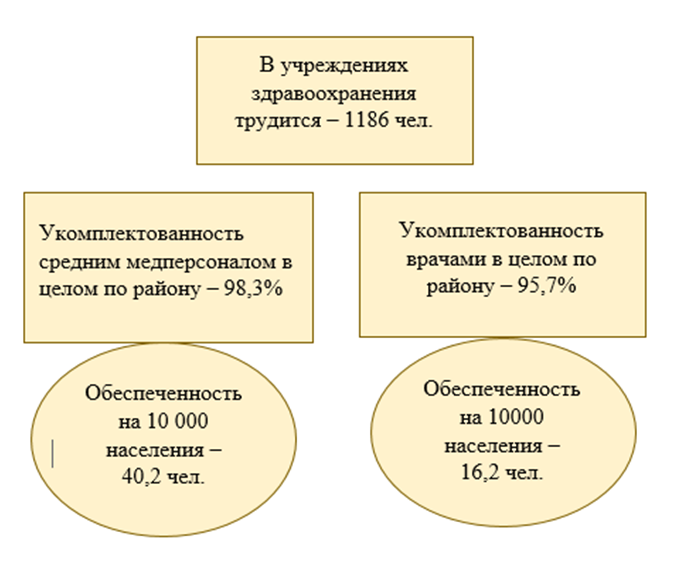 В учреждениях
здравоохранения
трудится – 1186 чел.
Укомплектованность
средним медперсоналом в
целом по району – 98,3%
Укомплектованность
врачами в целом по
району – 95,7%
Обеспеченность
на 10 000
населения –
40,2 чел.
Обеспеченность
на 10000
населения –
16,2 чел.